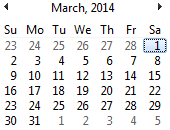 March, 2014
Su Mo Tu We Th Fr Sa
23 24 25 26 27 28 1
2 3 4 5 6 7 8
9 10 11 12 13 14 15
16 17 18 19 20 21 22
23 24 25 26 27 28 29
30 31 1 2 3 4 5